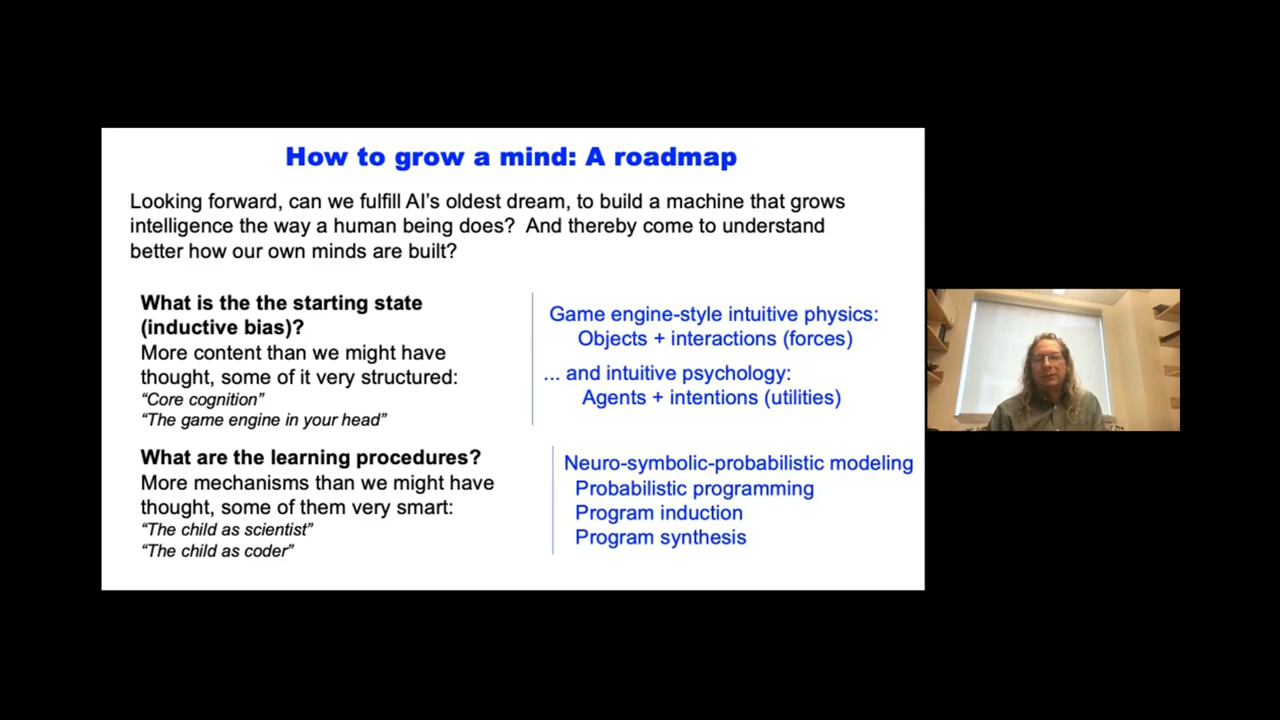 How to grow a mind: A roadmap
Looking forward, can we fulfill AI's oldest dream, to build a machine that grows
intelligence the way a human being does?  And thereby come to understand
better how our own minds are built?
What is the the starting state
(inductive bias)?
More content than we might have
thought, some of it very structured:
“Core cognition”
“The game engine in your head”
Game engine-style intuitive physics:
Objects + interactions (forces)
... and intuitive psychology:
Agents + intentions (utilities)
What are the learning procedures?
More mechanisms than we might have
thought, some of them very smart:
“The child as scientist”
“The child as coder”
Neuro-symbolic-probabilistic modeling
Probabilistic programming
Program induction
Program synthesis